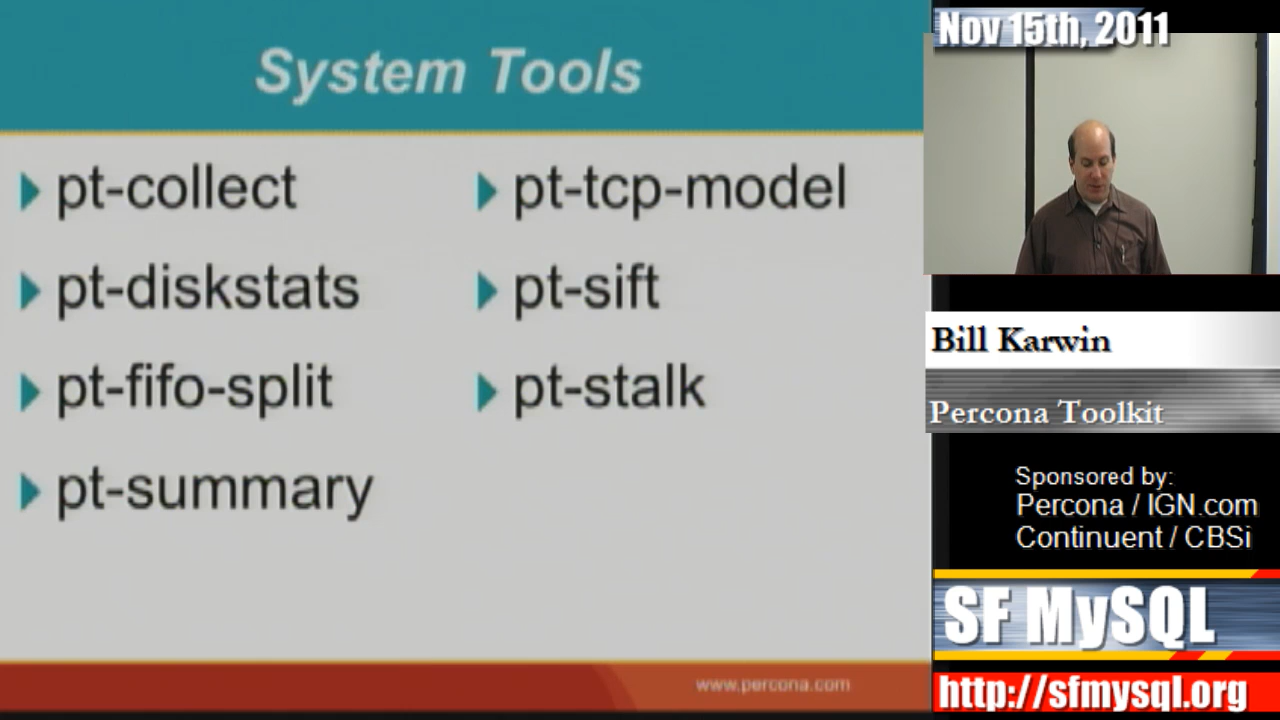 System Tools
pt-collect
pt-diskstats
pt-fifo-split
pt-summary
pt-tcp-model
pt-sift
pt-stalk
www.percona.com
Nov 15th, 2011
Bill Karwin
Percona Toolkit
Sponsored by:
Percona / IGN.com
Continuent / CBSi
SF MySQL
http://sfmysql.org